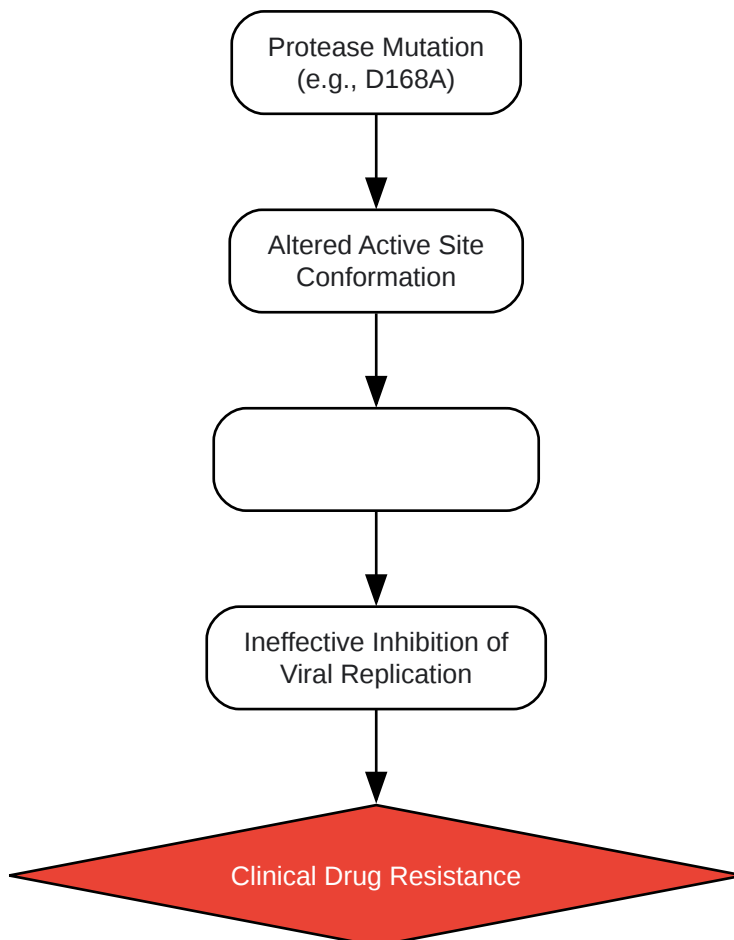 Protease Mutation
(e.g., D168A)
Altered Active Site
Conformation
Ineffective Inhibition of
Viral Replication
Clinical Drug Resistance